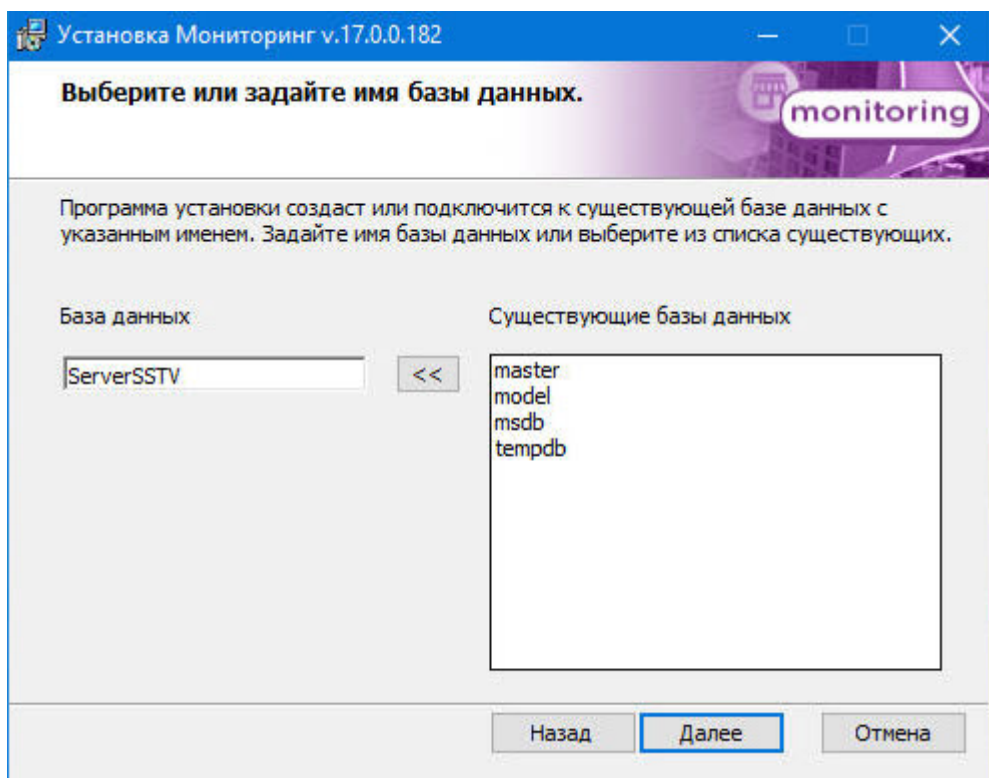 Установка Мониторинг v.17.0.0.182
Выберите или задайте имя базы данных.
monitoring
Программа установки создаст или подключится к существующей базе данных с
указанным именем. Задайте имя базы данных или выберите из списка существующих.
База данных
Существующие базы данных
ServerSSTV
<<
master
model
msdb
tempdb
Назад
Далее
Отмена